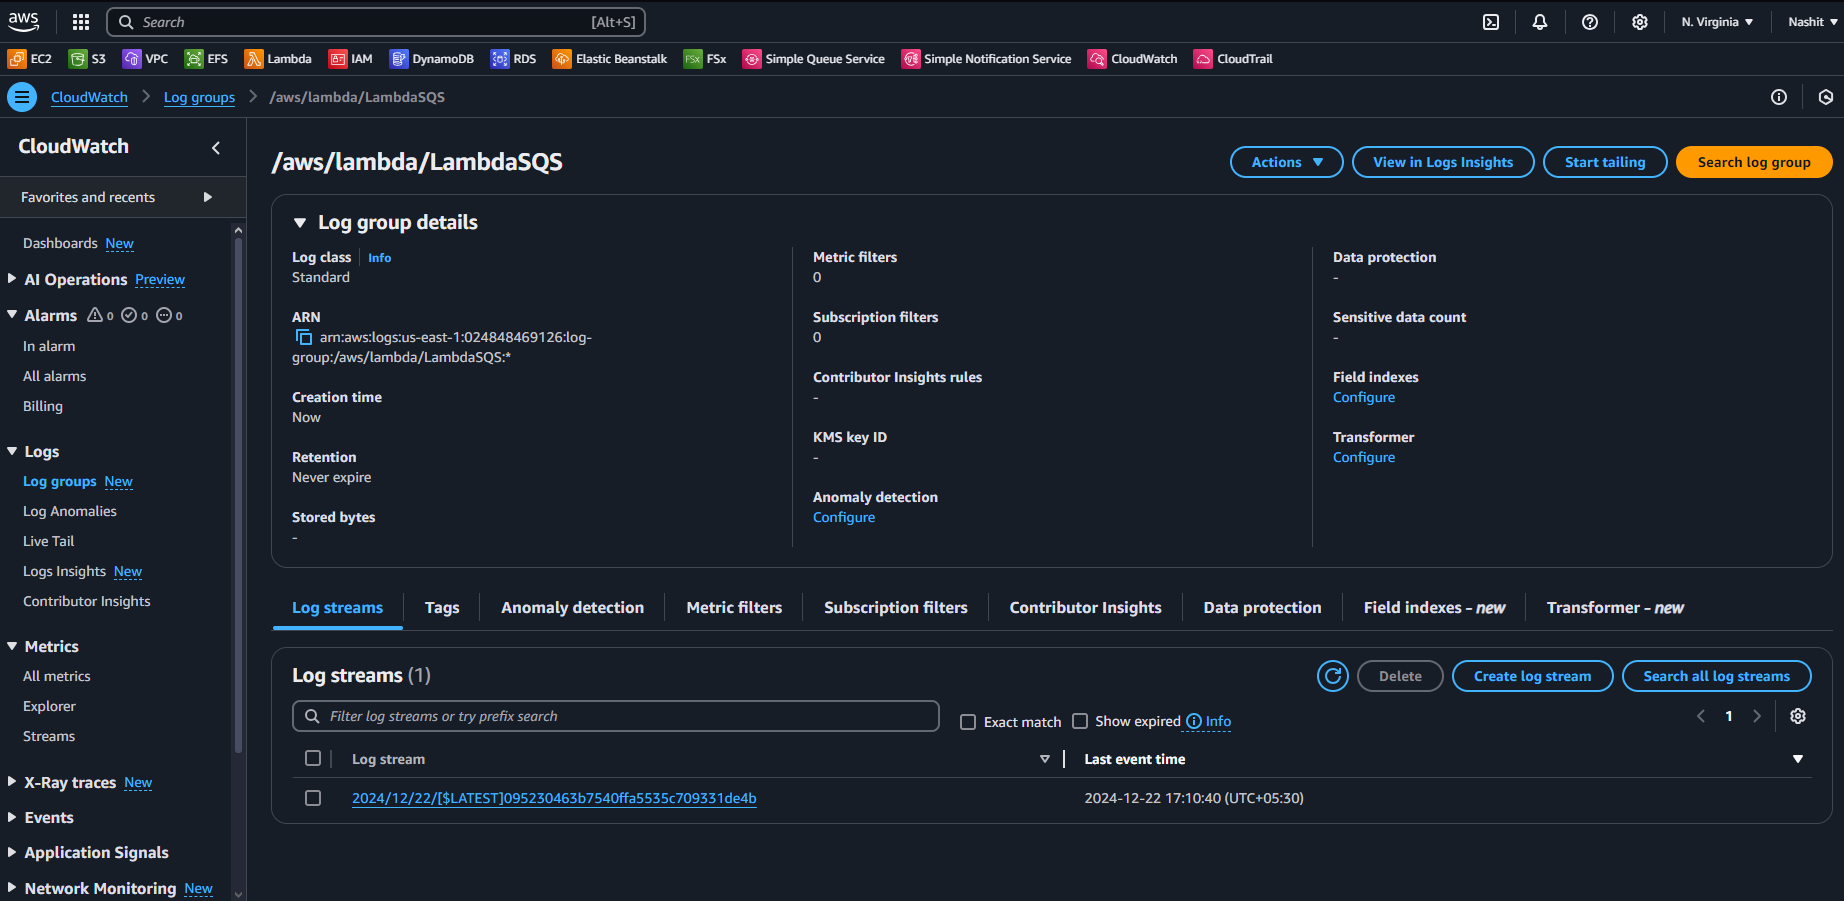 aws Search [Alt+S] N. Virginia Nashit
EC2 S3 VPC EFS Lambda IAM DynamoDB RDS Elastic Beanstalk FSx FSx Simple Queue Service Simple Notification Service CloudWatch CloudTrail
CloudWatch Log groups /aws/lambda/LambdaSQS
CloudWatch
Favorites and recents
Dashboards New
AI Operations Preview
Alarms 0 0 0
In alarm
All alarms
Billing
Logs
Log groups New
Log Anomalies
Live Tail
Logs Insights New
Contributor Insights
Metrics
All metrics
Explorer
Streams
X-Ray traces New
Events
Application Signals
Network Monitoring New
/aws/lambda/LambdaSQS
Actions View in Logs Insights Start tailing Search log group
Log group details
Log class Info
Standard
ARN
arn:aws:logs:us-east-1:024848469126:log-
group:/aws/lambda/LambdaSQS:*
Creation time
Now
Retention
Never expire
Stored bytes
-
Metric filters
0
Subscription filters
0
Contributor Insights rules
-
KMS key ID
-
Anomaly detection
Configure
Data protection
-
Sensitive data count
-
Field indexes
Configure
Transformer
Configure
Log streams Tags Anomaly detection Metric filters Subscription filters Contributor Insights Data protection Field indexes - new Transformer - new
Log streams (1)
Delete Create log stream Search all log streams
Filter log streams or try prefix search Exact match Show expired Info 1
Log stream Last event time
2024/12/22/[$LATEST]095230463b7540ffa5535c709331de4b 2024-12-22 17:10:40 (UTC+05:30)